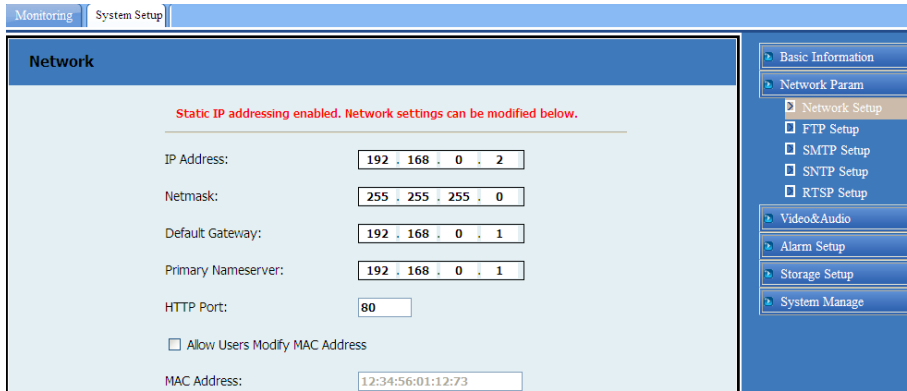 Monitoring System Setup
Network
Static IP addressing enabled. Network settings can be modified below.
IP Address: 192 . 168 . 0 . 2
Netmask: 255 . 255 . 255 . 0
Default Gateway: 192 . 168 . 0 . 1
Primary Nameserver: 192 . 168 . 0 . 1
HTTP Port: 80
Allow Users Modify MAC Address
MAC Address: 12:34:56:01:12:73
Basic Information
Network Param
Network Setup
FTP Setup
SMTP Setup
SNTP Setup
RTSP Setup
Video&Audio
Alarm Setup
Storage Setup
System Manage